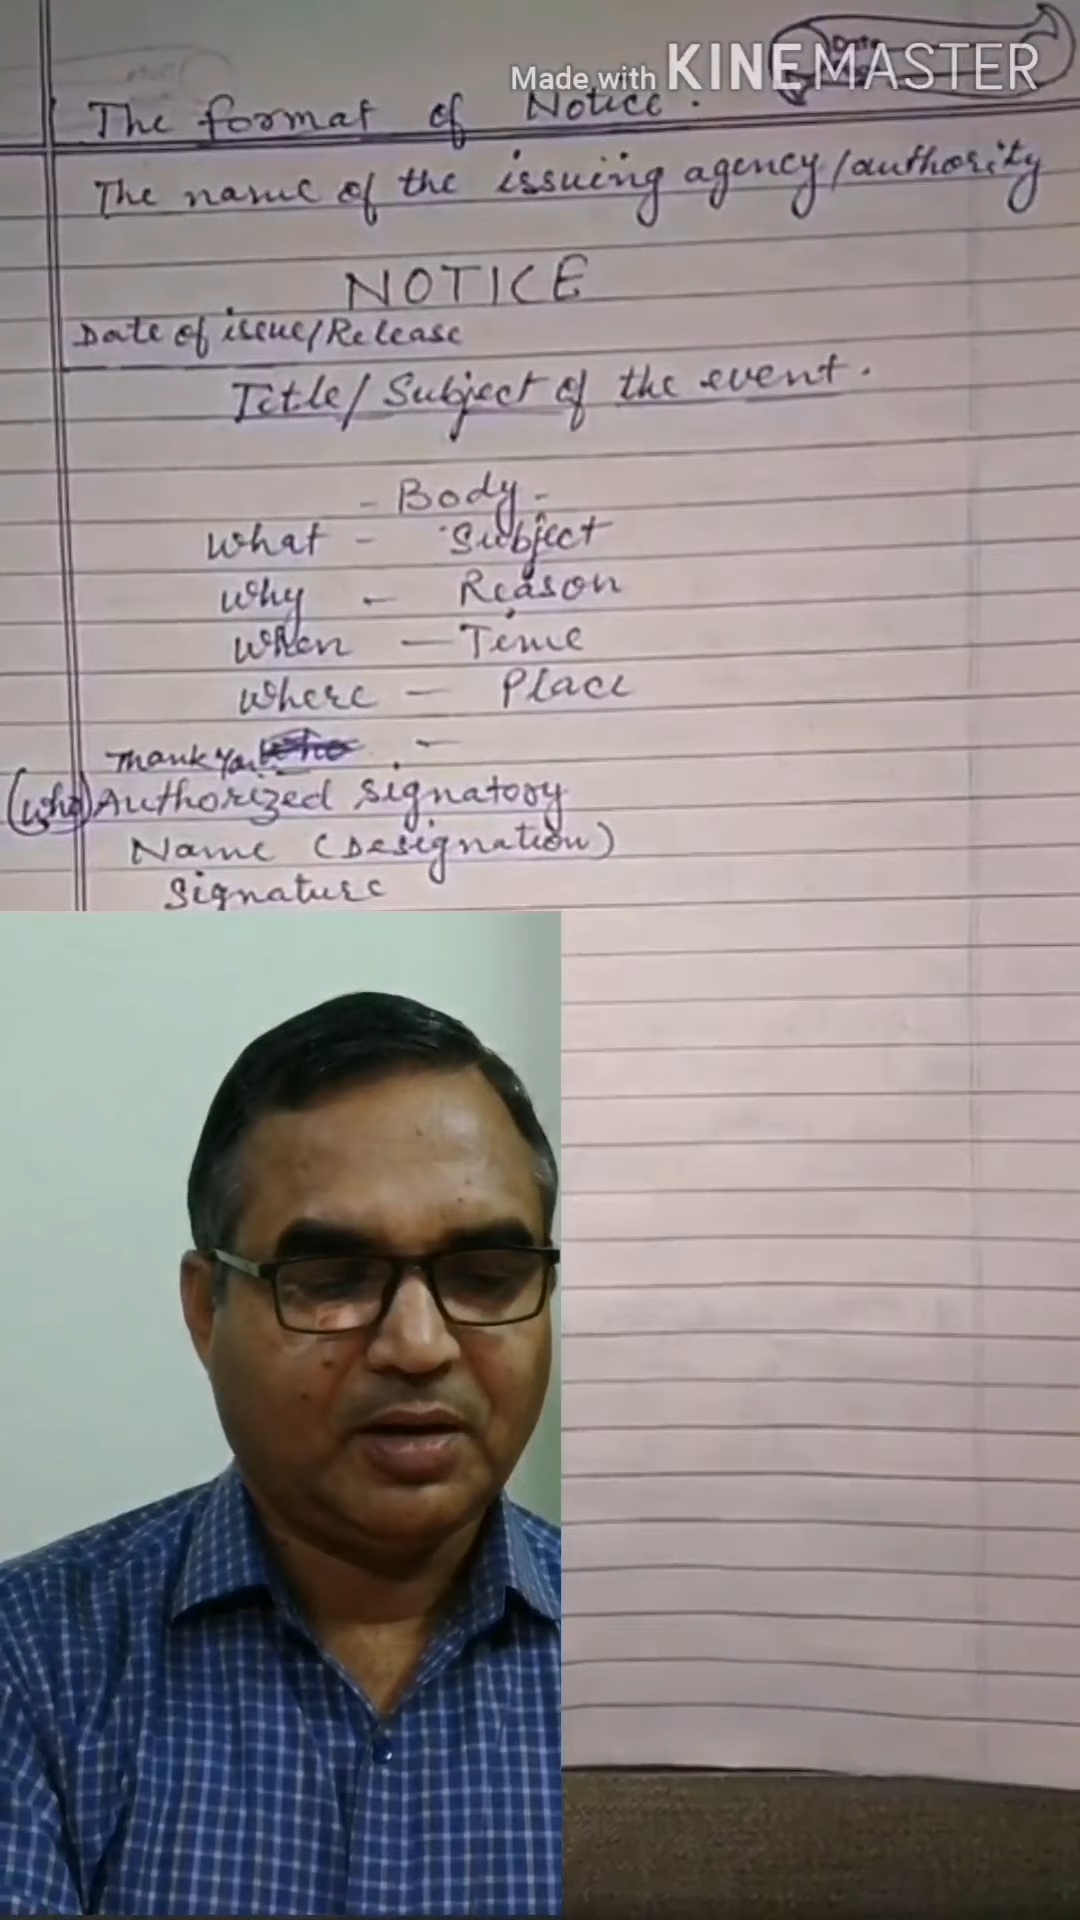 Made with KINEMASTER
Date
The format of Notice.
The name of the issuing agency/authority
NOTICE
Date of issue/Release
Title/Subject of the event.
- Body -
What - Subject
Why - Reason
When - Time
Where - Place
Thank You -
(Who) Authorized signatory
Name (Designation)
Signature